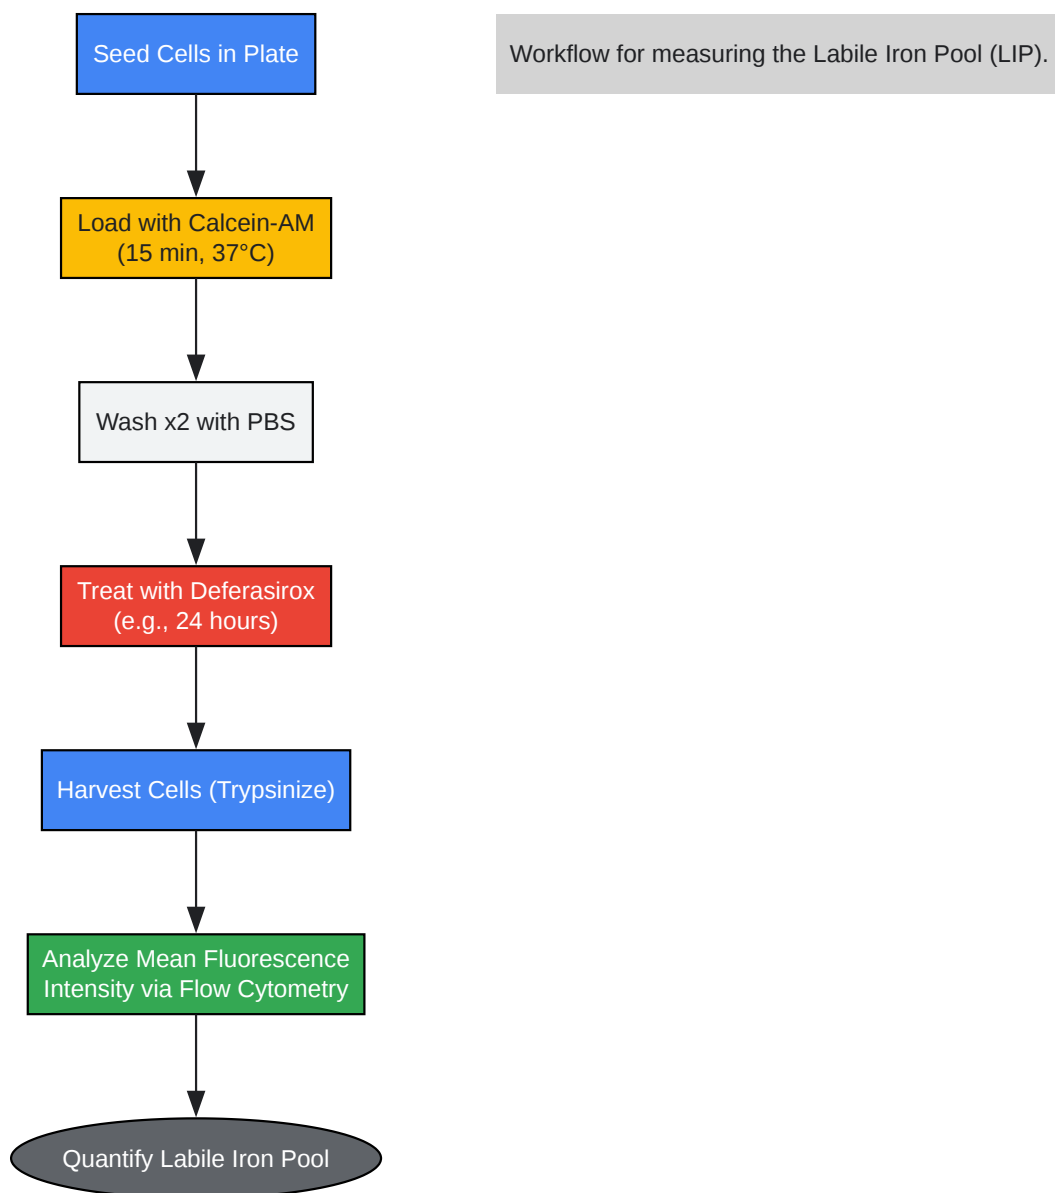 Seed Cells in Plate
Workflow for measuring the Labile Iron Pool (LIP).
Load with Calcein-AM
(15 min, 37°C)
Wash x2 with PBS
Treat with Deferasirox
(e.g., 24 hours)
Harvest Cells (Trypsinize)
Analyze Mean Fluorescence
Intensity via Flow Cytometry
Quantify Labile Iron Pool